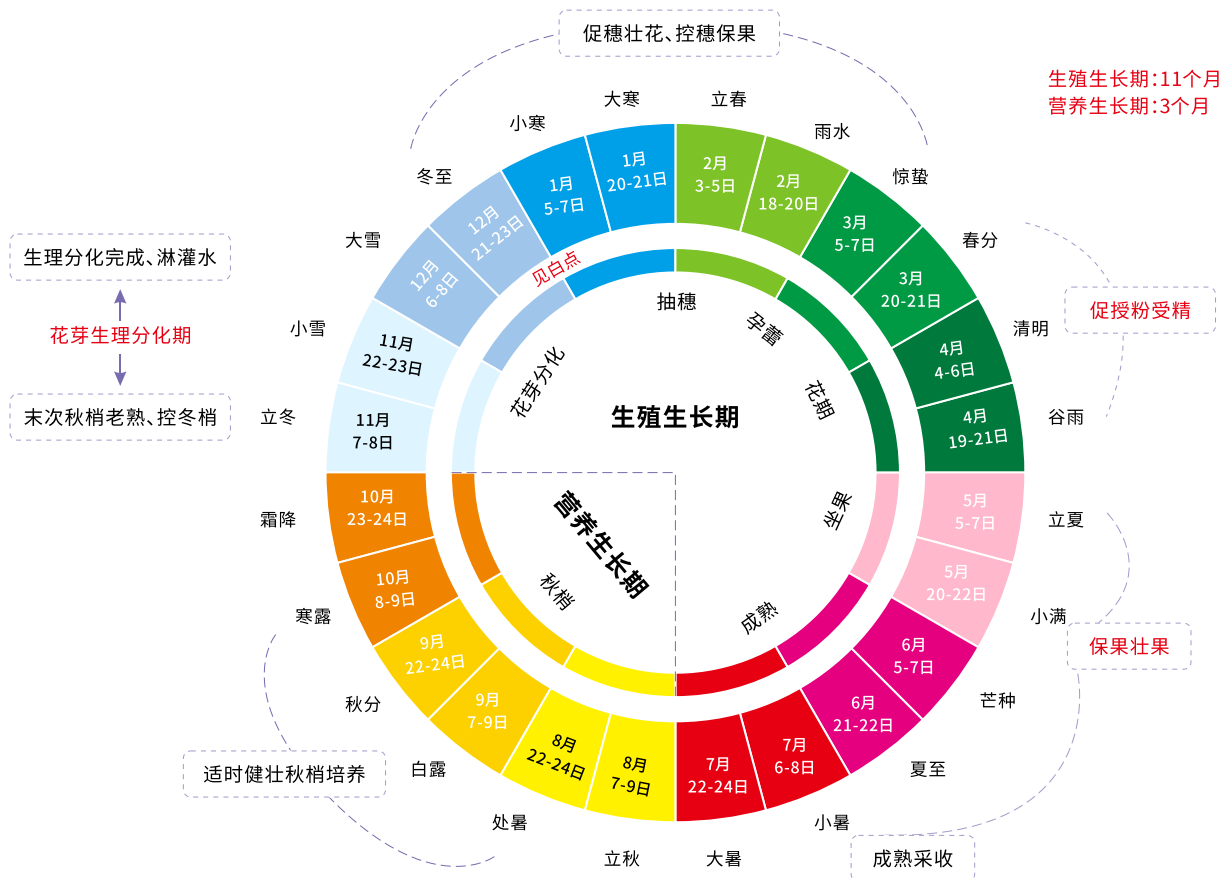 促穗壮花、控穗保果
生殖生长期：11个月
营养生长期：3个月
大寒
立春
小寒
雨水
冬至
惊蛰
大雪
春分
小雪
清明
立冬
谷雨
霜降
立夏
寒露
小满
秋分
芒种
白露
夏至
处暑
小暑
立秋
大暑
1月
20-21日
2月
3-5日
2月
18-20日
3月
5-7日
3月
20-21日
4月
4-6日
4月
19-21日
5月
5-7日
5月
20-22日
6月
5-7日
6月
21-22日
7月
6-8日
7月
22-24日
8月
7-9日
8月
22-24日
9月
7-9日
9月
22-24日
10月
8-9日
10月
23-24日
11月
7-8日
11月
22-23日
12月
6-8日
12月
21-23日
1月
5-7日
见白点
抽穗
孕蕾
花期
坐果
成熟
秋梢
花芽分化
生殖生长期
营养生长期
生理分化完成、淋灌水
花芽生理分化期
末次秋梢老熟、控冬梢
促授粉受精
保果壮果
适时健壮秋梢培养
成熟采收